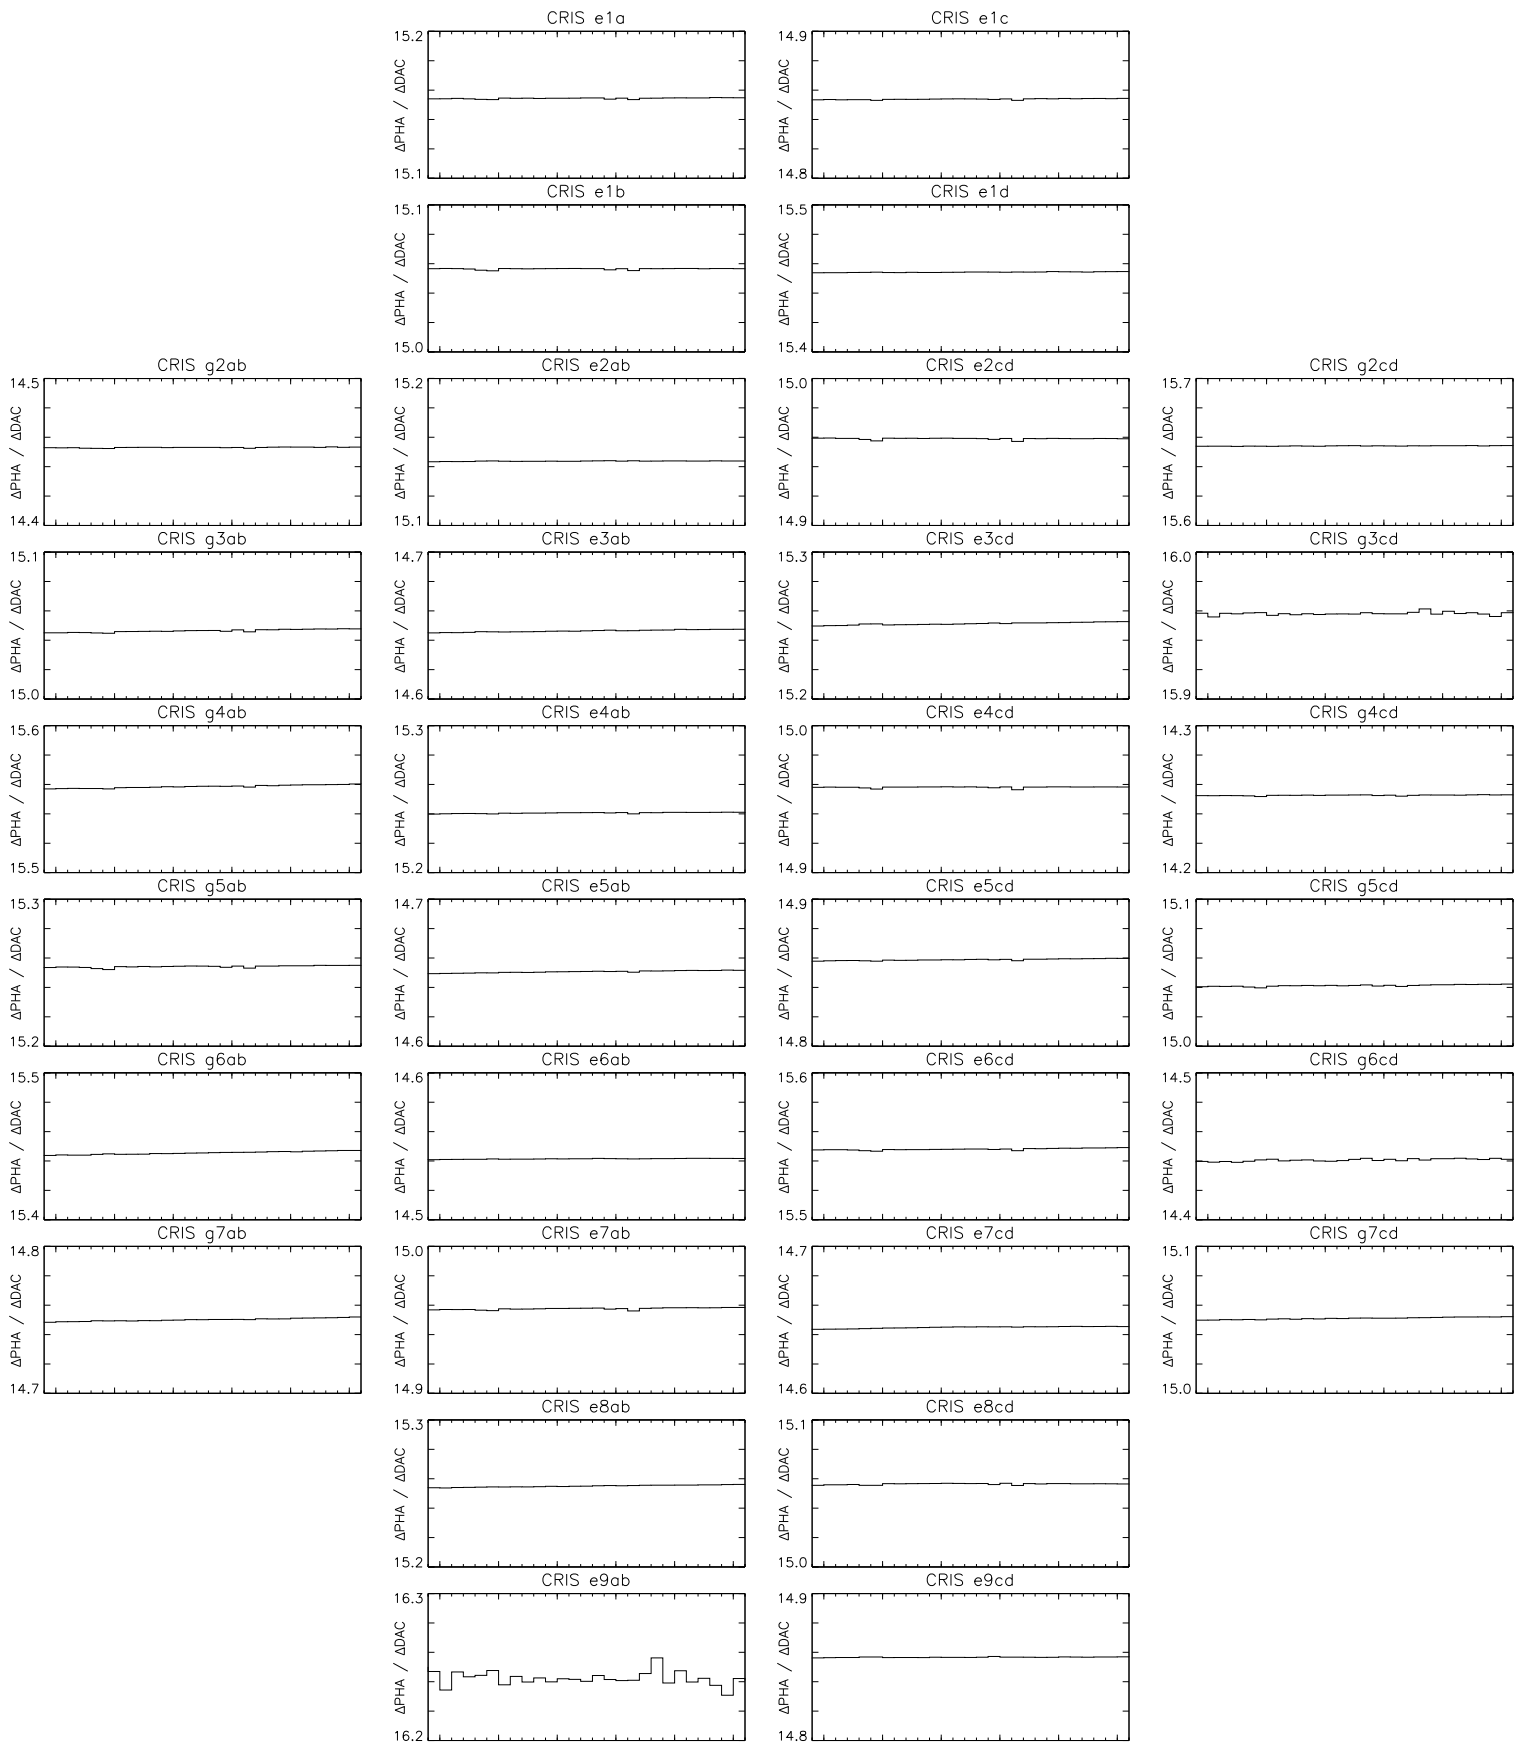 CRIS e1a
15.2
ΔPHA / ΔDAC
15.1
CRIS e1c
14.9
ΔPHA / ΔDAC
14.8
CRIS e1b
15.1
ΔPHA / ΔDAC
15.0
CRIS e1d
15.5
ΔPHA / ΔDAC
15.4
CRIS g2ab
14.5
ΔPHA / ΔDAC
14.4
CRIS e2ab
15.2
ΔPHA / ΔDAC
15.1
CRIS e2cd
15.0
ΔPHA / ΔDAC
14.9
CRIS g2cd
15.7
ΔPHA / ΔDAC
15.6
CRIS g3ab
15.1
ΔPHA / ΔDAC
15.0
CRIS e3ab
14.7
ΔPHA / ΔDAC
14.6
CRIS e3cd
15.3
ΔPHA / ΔDAC
15.2
CRIS g3cd
16.0
ΔPHA / ΔDAC
15.9
CRIS g4ab
15.6
ΔPHA / ΔDAC
15.5
CRIS e4ab
15.3
ΔPHA / ΔDAC
15.2
CRIS e4cd
15.0
ΔPHA / ΔDAC
14.9
CRIS g4cd
14.3
ΔPHA / ΔDAC
14.2
CRIS g5ab
15.3
ΔPHA / ΔDAC
15.2
CRIS e5ab
14.7
ΔPHA / ΔDAC
14.6
CRIS e5cd
14.9
ΔPHA / ΔDAC
14.8
CRIS g5cd
15.1
ΔPHA / ΔDAC
15.0
CRIS g6ab
15.5
ΔPHA / ΔDAC
15.4
CRIS e6ab
14.6
ΔPHA / ΔDAC
14.5
CRIS e6cd
15.6
ΔPHA / ΔDAC
15.5
CRIS g6cd
14.5
ΔPHA / ΔDAC
14.4
CRIS g7ab
14.8
ΔPHA / ΔDAC
14.7
CRIS e7ab
15.0
ΔPHA / ΔDAC
14.9
CRIS e7cd
14.7
ΔPHA / ΔDAC
14.6
CRIS g7cd
15.1
ΔPHA / ΔDAC
15.0
CRIS e8ab
15.3
ΔPHA / ΔDAC
15.2
CRIS e8cd
15.1
ΔPHA / ΔDAC
15.0
CRIS e9ab
16.3
ΔPHA / ΔDAC
16.2
CRIS e9cd
14.9
ΔPHA / ΔDAC
14.8